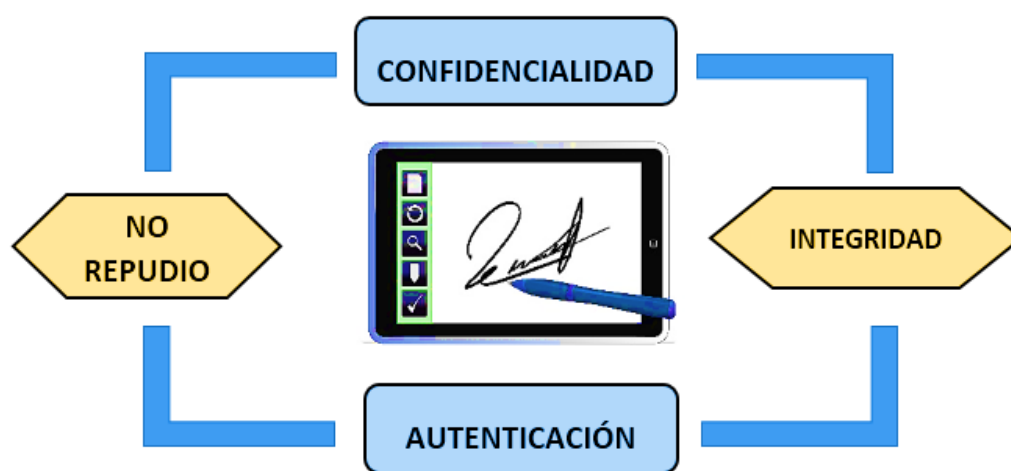 CONFIDENCIALIDAD
NO
REPUDIO
INTEGRIDAD
AUTENTICACIÓN